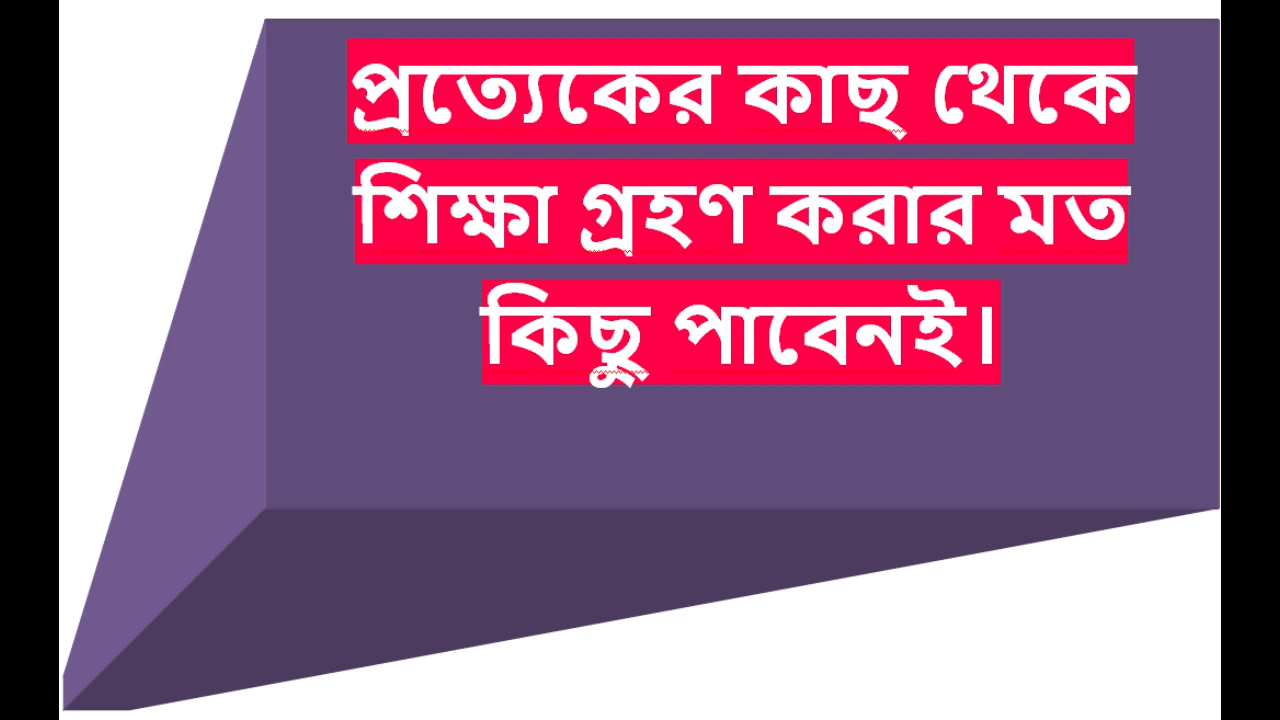 প্রত্যেকের কাছ্ থেকে
শিক্ষা গ্রহণ করার মত
কিছু পাবেনই।